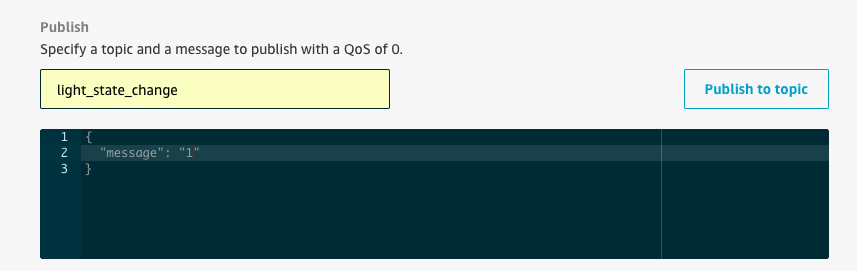 Publish
Specify a topic and a message to publish with a QoS of 0.
light_state_change
Publish to topic
1 {
2   "message": "1"
3 }